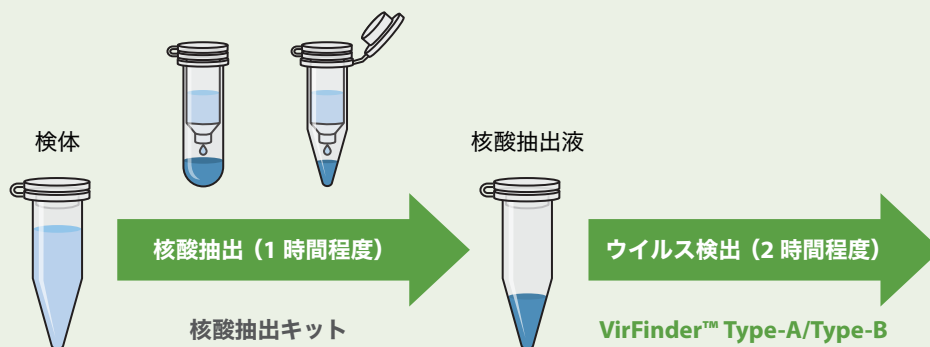 検体
核酸抽出液
核酸抽出（1 時間程度）
ウイルス検出（2 時間程度）
核酸抽出キット
VirFinder™ Type-A/Type-B